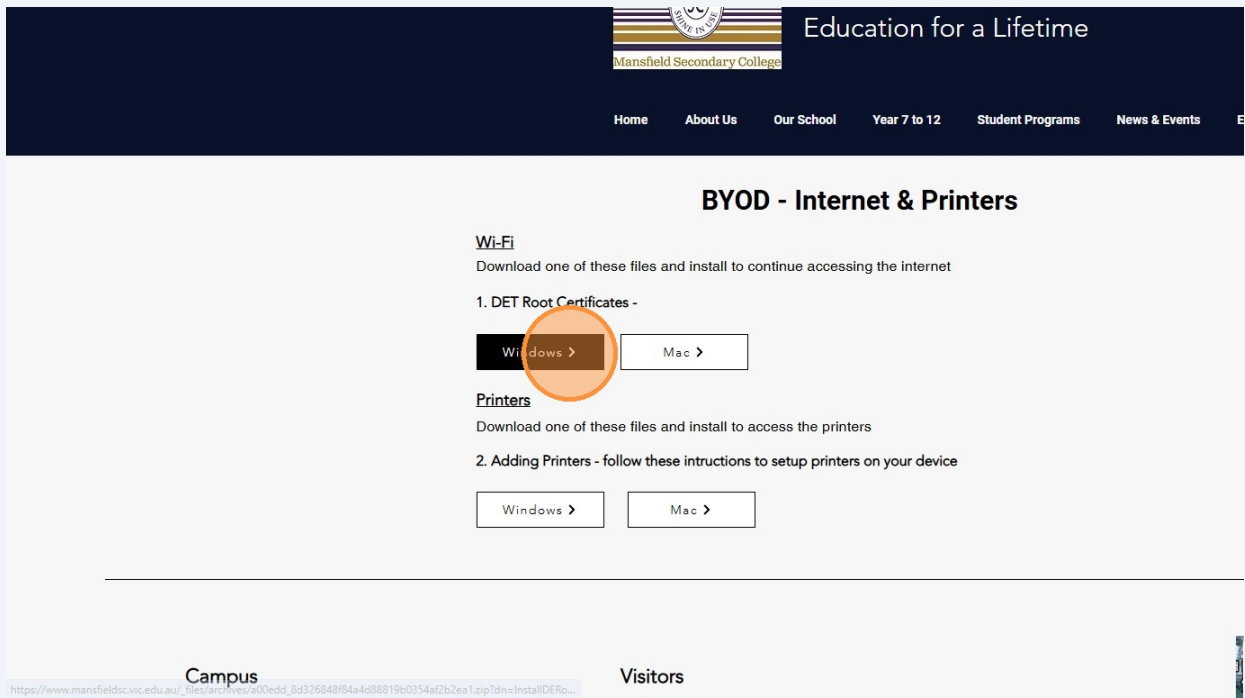 SHINE IN USE
Education for a Lifetime
Mansfield Secondary College
Home About Us Our School Year 7 to 12 Student Programs News & Events E
BYOD - Internet & Printers
Wi-Fi
Download one of these files and install to continue accessing the internet
1. DET Root Certificates -
Windows Mac
Printers
Download one of these files and install to access the printers
2. Adding Printers - follow these intructions to setup printers on your device
Windows Mac
Campus Visitors
https://www.mansfieldsc.vic.edu.au/_files/archives/a00edd_8d326848f84a4d88819b0354af2b2ea1.zip?dn=InstallDERo...